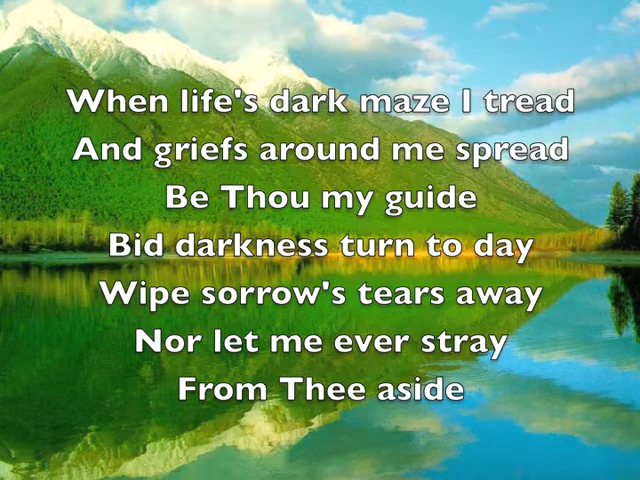 When life's dark maze I tread
And griefs around me spread
Be Thou my guide
Bid darkness turn to day
Wipe sorrow's tears away
Nor let me ever stray
From Thee aside